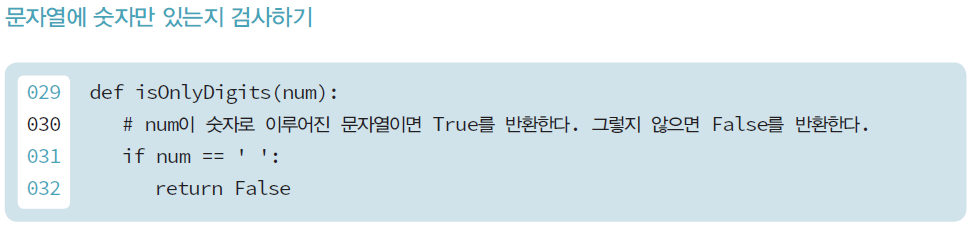 문자열에 숫자만 있는지 검사하기
029 def isOnlyDigits(num):
030 # num이 숫자로 이루어진 문자열이면 True를 반환한다. 그렇지 않으면 False를 반환한다.
031 if num == ' ':
032 return False